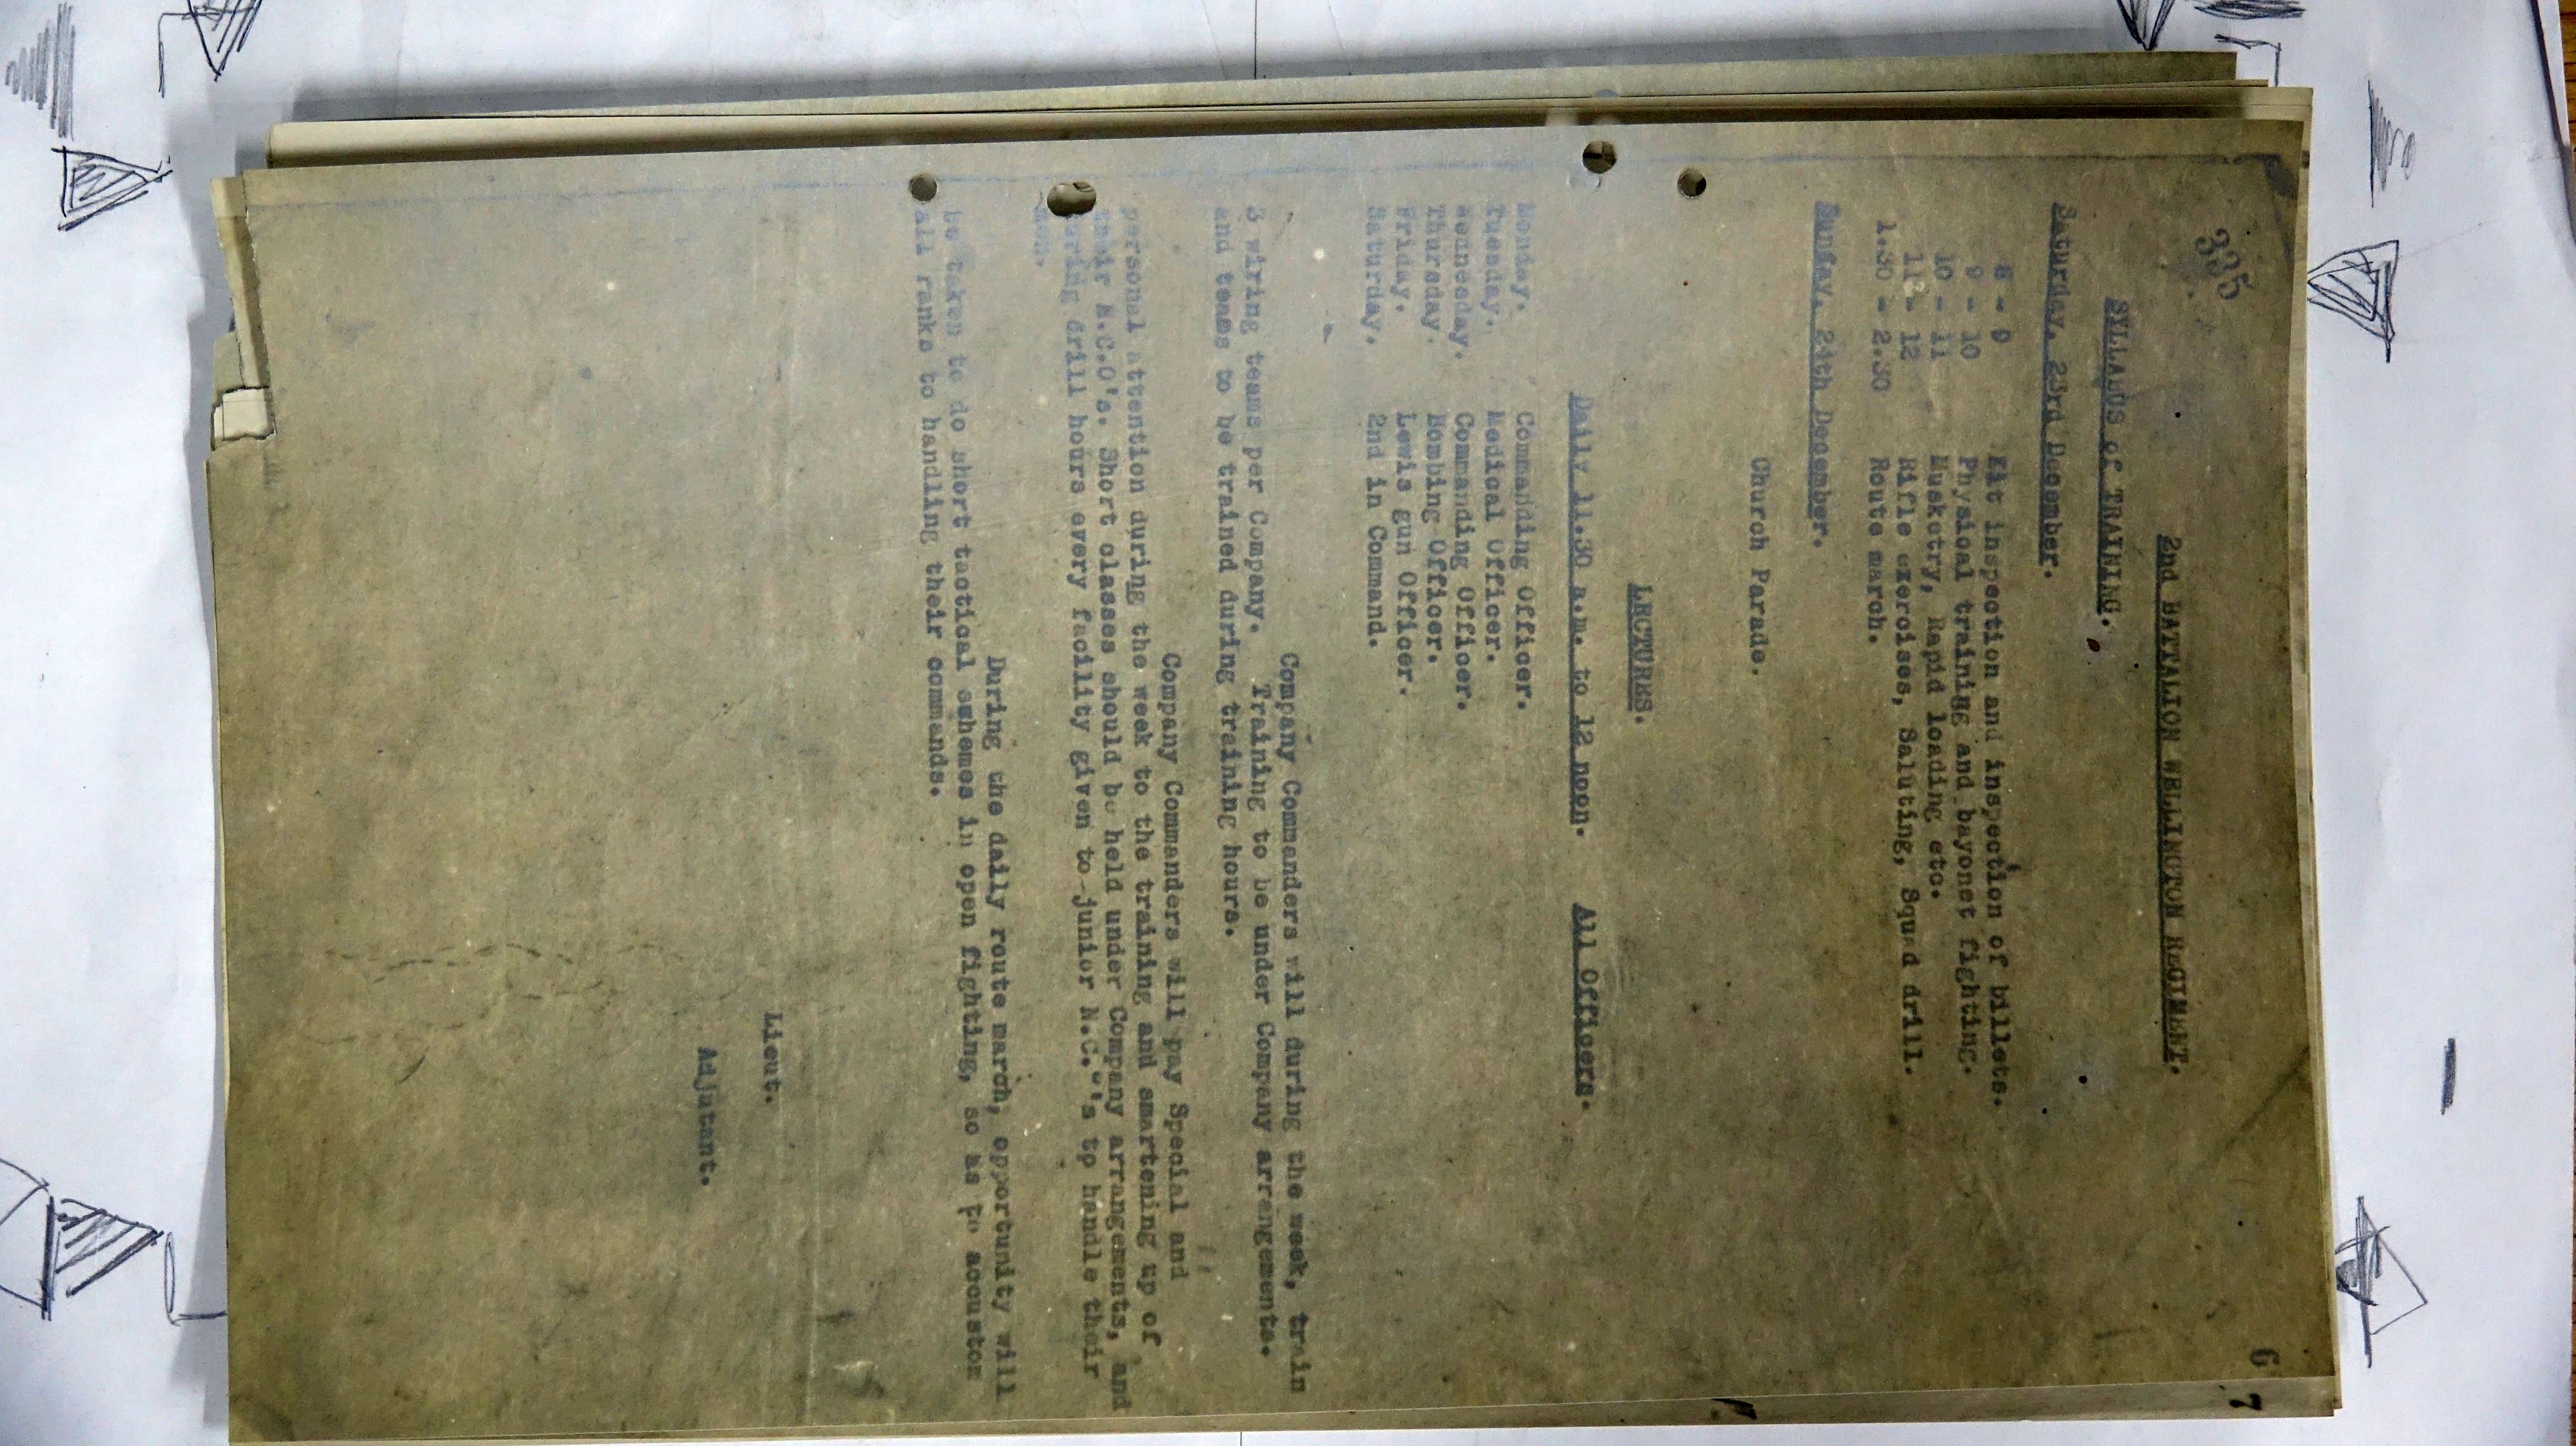 335
6
7
2nd BATTALION WELLINGTON REGIMENT.
SYLLABUS of TRAINING.
Saturday, 23rd December.
8 - 9 Kit inspection and inspection of billets.
9 - 10 Physical training and bayonet fighting.
10 - 11 Musketry, Rapid loading etc.
11 - 12 Rifle exercises, Saluting, Squad drill.
1.30 - 2.30 Route march.
Sunday, 24th December.
Church Parade.
LECTURES.
Daily 11.30 a.m. to 12 noon. All Officers.
Monday. Commanding Officer.
Tuesday. Medical Officer.
Wednesday. Commanding Officer.
Thursday. Bombing Officer.
Friday. Lewis gun Officer.
Saturday. 2nd in Command.
Company Commanders will during the week, train
3 wiring teams per Company. Training to be under Company arrangements.
and teams to be trained during training hours.
Company Commanders will pay Special and
personal attention during the week to the training and smartening up of
their N.C.O's. Short classes should be held under Company arrangements, and
during drill hours every facility given to junior N.C.O's tp handle their
men.
During the daily route march, opportunity will
be taken to do short tactical schemes in open fighting, so as to accustom
all ranks to handling their commands.
Lieut.
Adjutant.